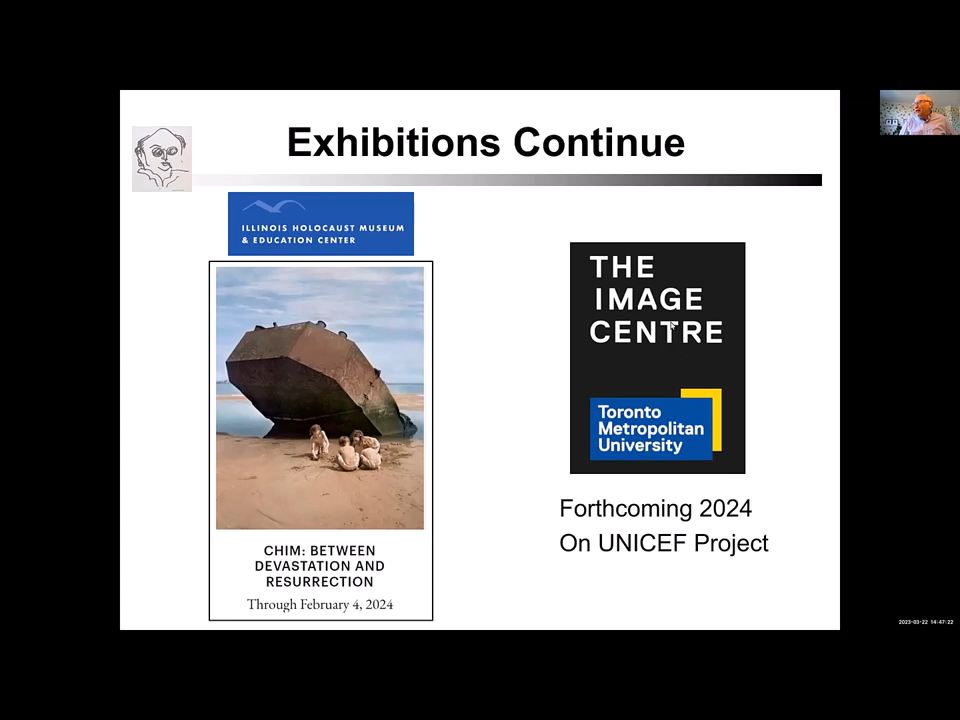 Exhibitions Continue
ILLINOIS HOLOCAUST MUSEUM
& EDUCATION CENTER
CHIM: BETWEEN
DEVASTATION AND
RESURRECTION
Through February 4, 2024
THE
IMAGE
CENTRE
Toronto
Metropolitan
University
Forthcoming 2024
On UNICEF Project
2023-03-22 14:47:22